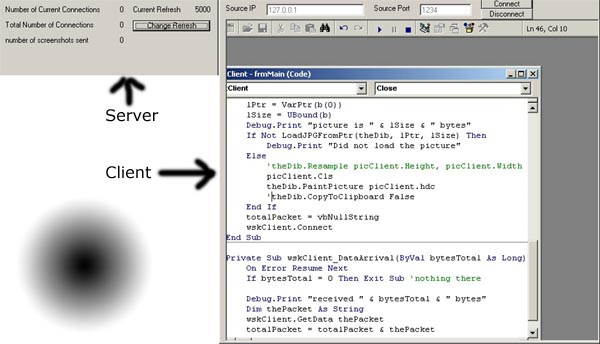 Number of Current Connections 0 Current Refresh 5000
Total Number of Connections 0 Change Reresh
number of screenshots sent 0
Server
Client
Source IP 127.0.0.1 Source Port 1234 Connect
Disconnect
Ln 46, Col 10
Client - frmMain (Code)
Client Close
lPtr = VarPtr(b(0))
lSize = UBound(b)
Debug.Print "picture is " & lSize & " bytes"
If Not LoadJPGFromPtr(theDib, lPtr, lSize) Then
Debug.Print "Did not load the picture"
Else
'theDib.Resample picClient.Height, picClient.Width
picClient.Cls
theDib.PaintPicture picClient.hdc
'theDib.CopyToClipboard False
End If
totalPacket = vbNullString
wskClient.Connect
End Sub
Private Sub wskClient_DataArrival(ByVal bytesTotal As Long)
On Error Resume Next
If bytesTotal = 0 Then Exit Sub 'nothing there
Debug.Print "received " & bytesTotal & " bytes"
Dim thePacket As String
wskClient.GetData thePacket
totalPacket = totalPacket & thePacket